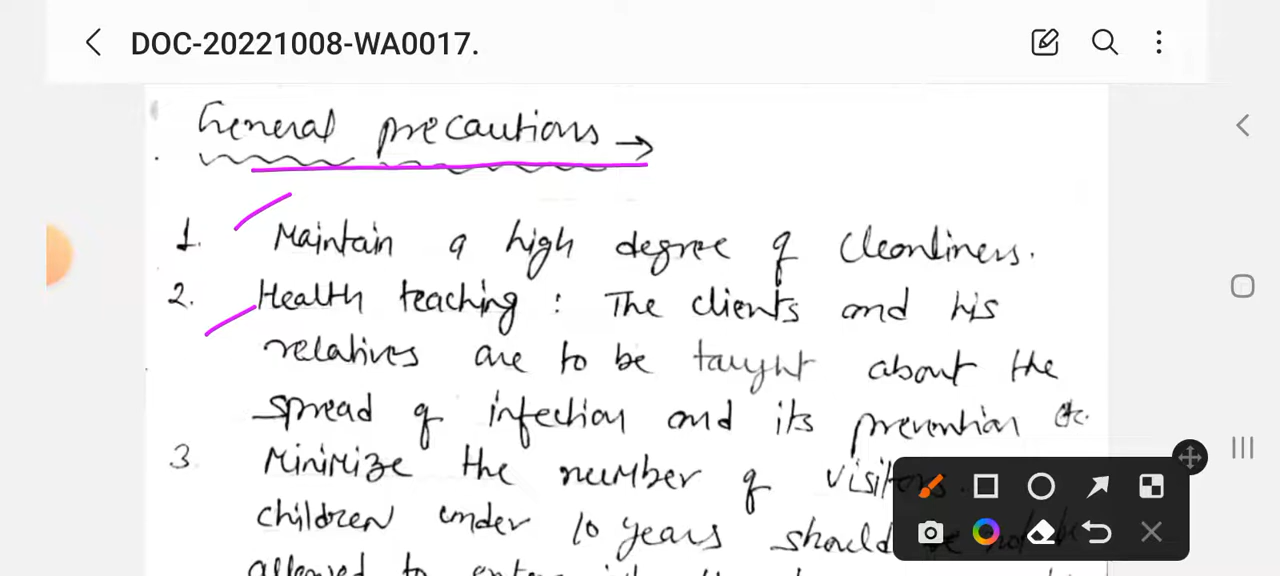 DOC-20221008-WA0017.
General precautions →
1. Maintain a high degree of cleanliness.
2. Health teaching : The clients and his
relatives are to be taught about the
spread of infection and its prevention etc.
3. Minimize the number of visitors.
children under 10 years should
allowed to